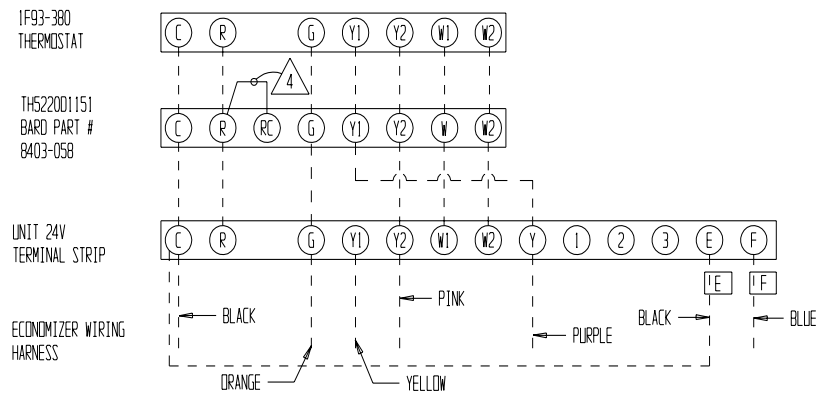 1F93-380
THERMOSTAT
C R G Y1 Y2 W1 W2
4
TH5220D1151
BARD PART #
8403-058
C R RC G Y1 Y2 W W2
UNIT 24V
TERMINAL STRIP
C R G Y1 Y2 W1 W2 Y 1 2 3 E F
E F
PINK
BLACK
PURPLE
BLACK
BLUE
ECONOMIZER WIRING
HARNESS
ORANGE
YELLOW